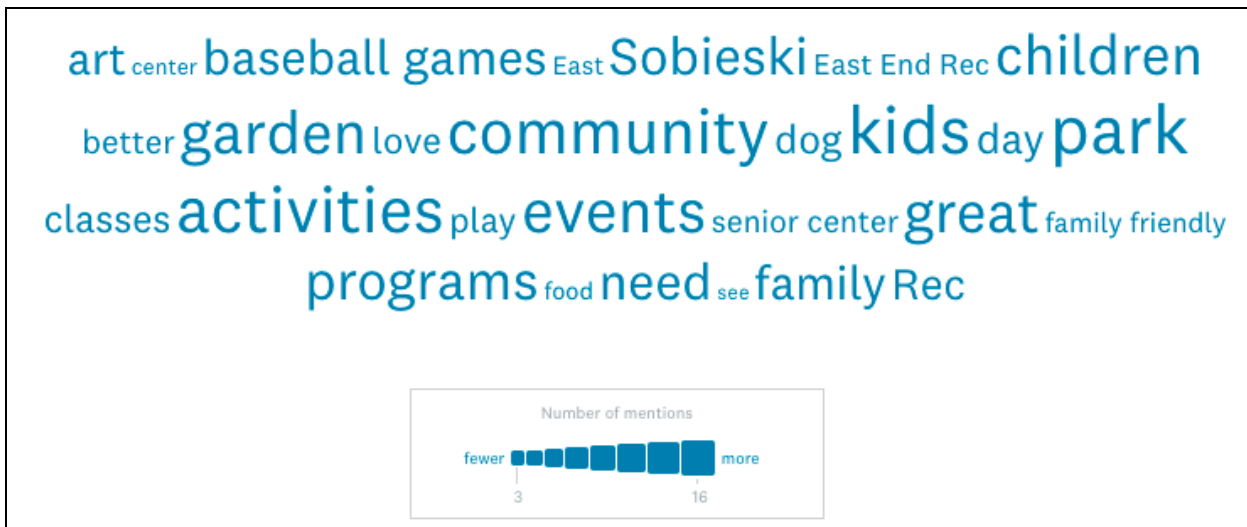 art center baseball games East Sobieski East End Rec children
better garden love community dog kids day park
classes activities play events senior center great family friendly
programs food need see family Rec
Number of mentions
fewer more
3 16